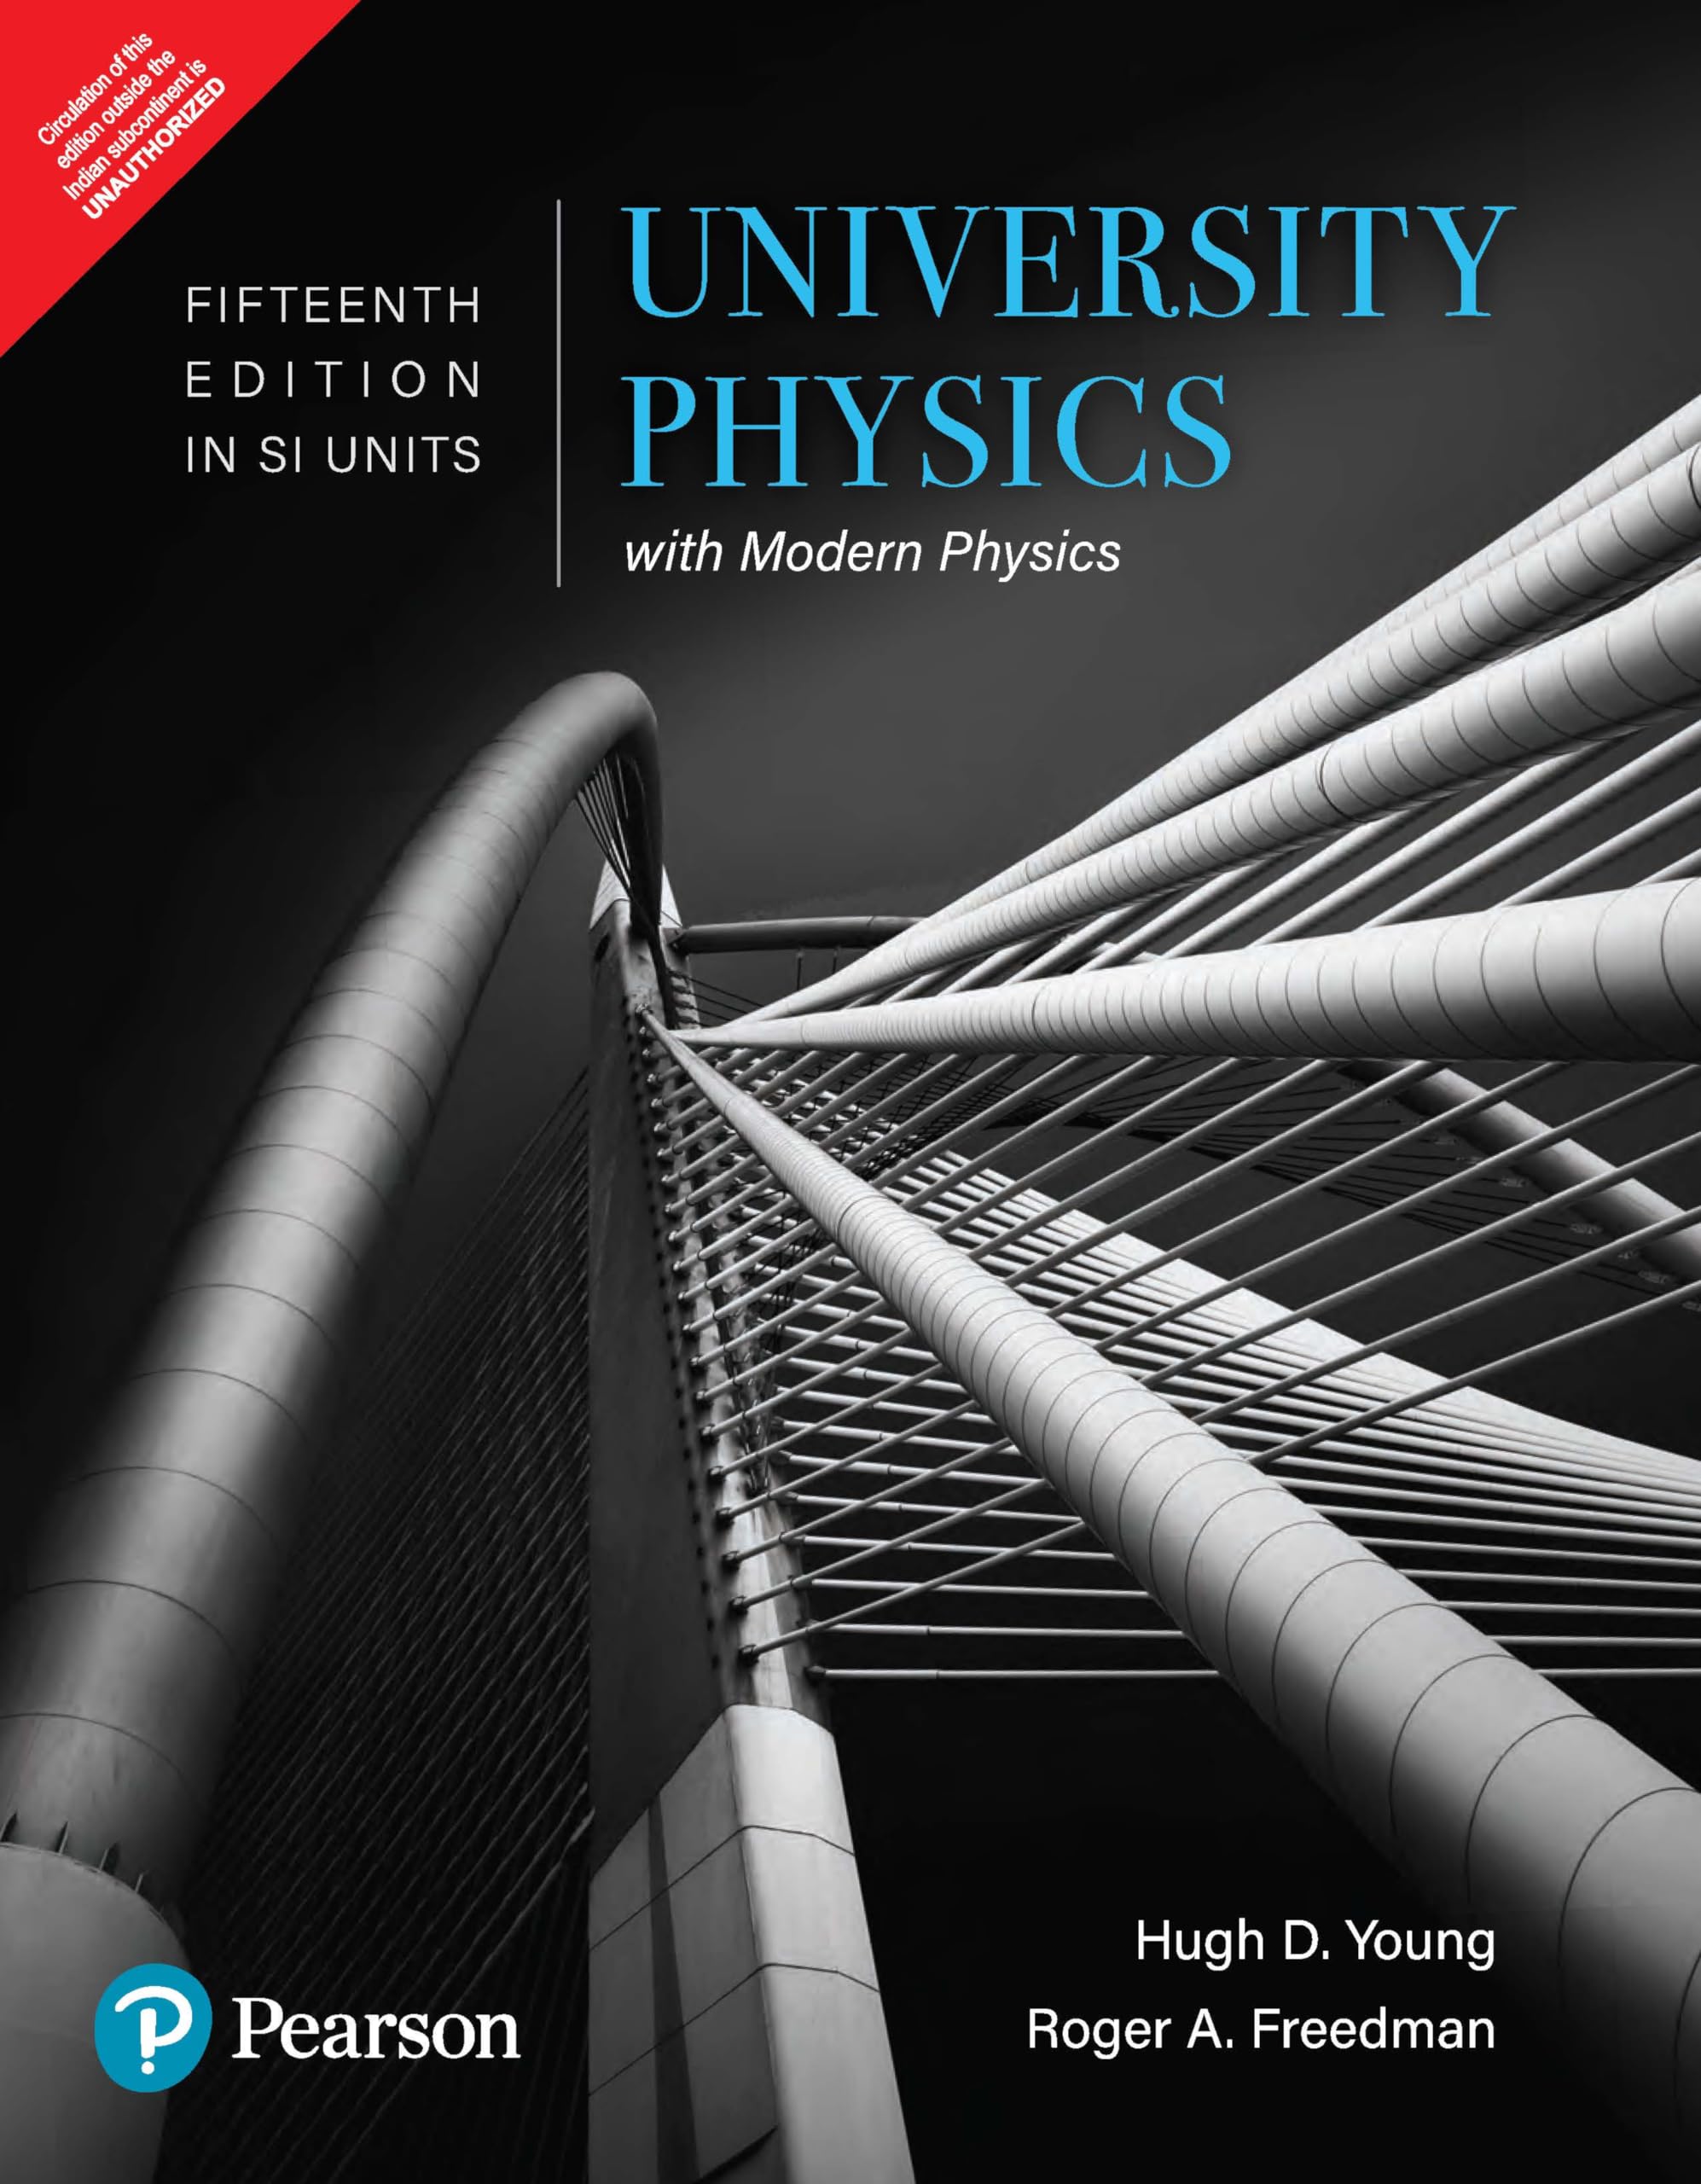 Circulation of this
edition outside the
Indian subcontinent is
UNAUTHORIZED
FIFTEENTH
EDITION
IN SI UNITS
UNIVERSITY
PHYSICS
with Modern Physics
Hugh D. Young
Roger A. Freedman
Pearson